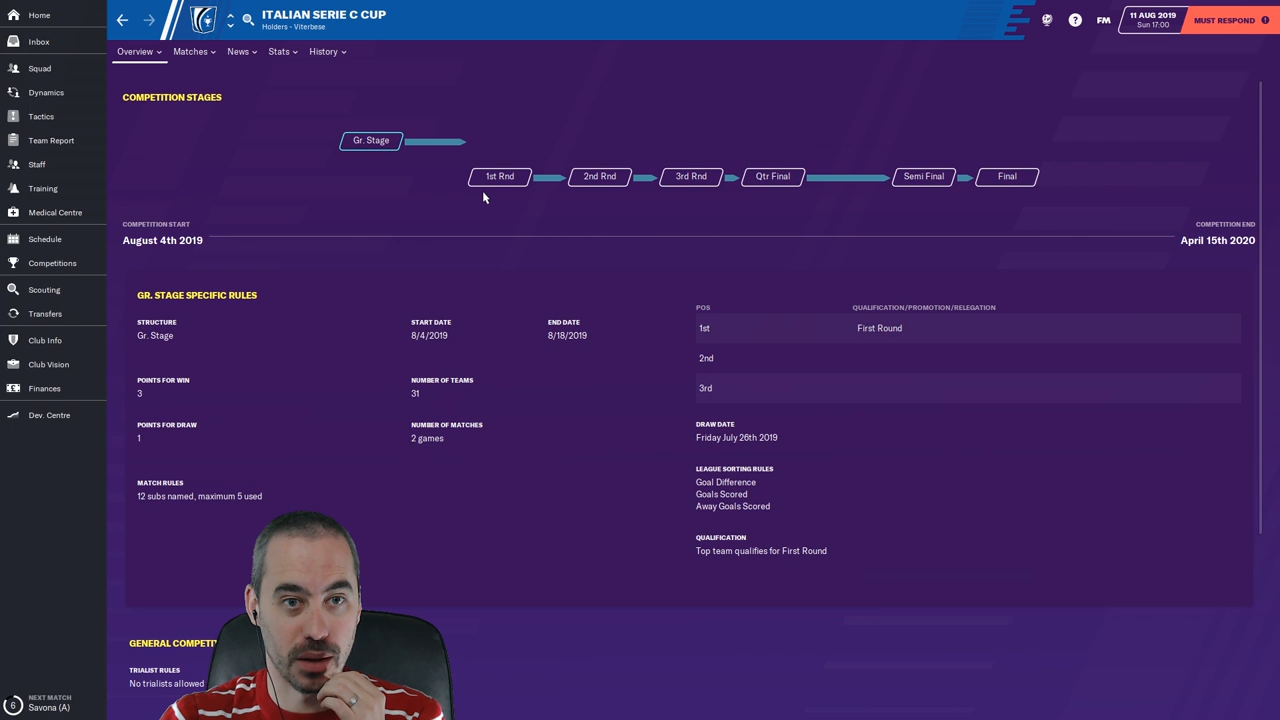 Home
Inbox
Squad
Dynamics
Tactics
Team Report
Staff
Training
Medical Centre
Schedule
Competitions
Scouting
Transfers
Club Info
Club Vision
Finances
Dev. Centre
6
NEXT MATCH
Savona (A)
ITALIAN SERIE C CUP
Holders - Viterbese
?
FM
11 AUG 2019
Sun 17:00
MUST RESPOND
Overview
Matches
News
Stats
History
COMPETITION STAGES
Gr. Stage
1st Rnd
2nd Rnd
3rd Rnd
Qtr Final
Semi Final
Final
COMPETITION START
August 4th 2019
COMPETITION END
April 15th 2020
GR. STAGE SPECIFIC RULES
STRUCTURE
Gr. Stage
START DATE
8/4/2019
END DATE
8/18/2019
POINTS FOR WIN
3
NUMBER OF TEAMS
31
POINTS FOR DRAW
1
NUMBER OF MATCHES
2 games
MATCH RULES
12 subs named, maximum 5 used
POS
QUALIFICATION/PROMOTION/RELEGATION
1st
First Round
2nd
3rd
DRAW DATE
Friday July 26th 2019
LEAGUE SORTING RULES
Goal Difference
Goals Scored
Away Goals Scored
QUALIFICATION
Top team qualifies for First Round
GENERAL COMPETI
TRIALIST RULES
No trialists allowed